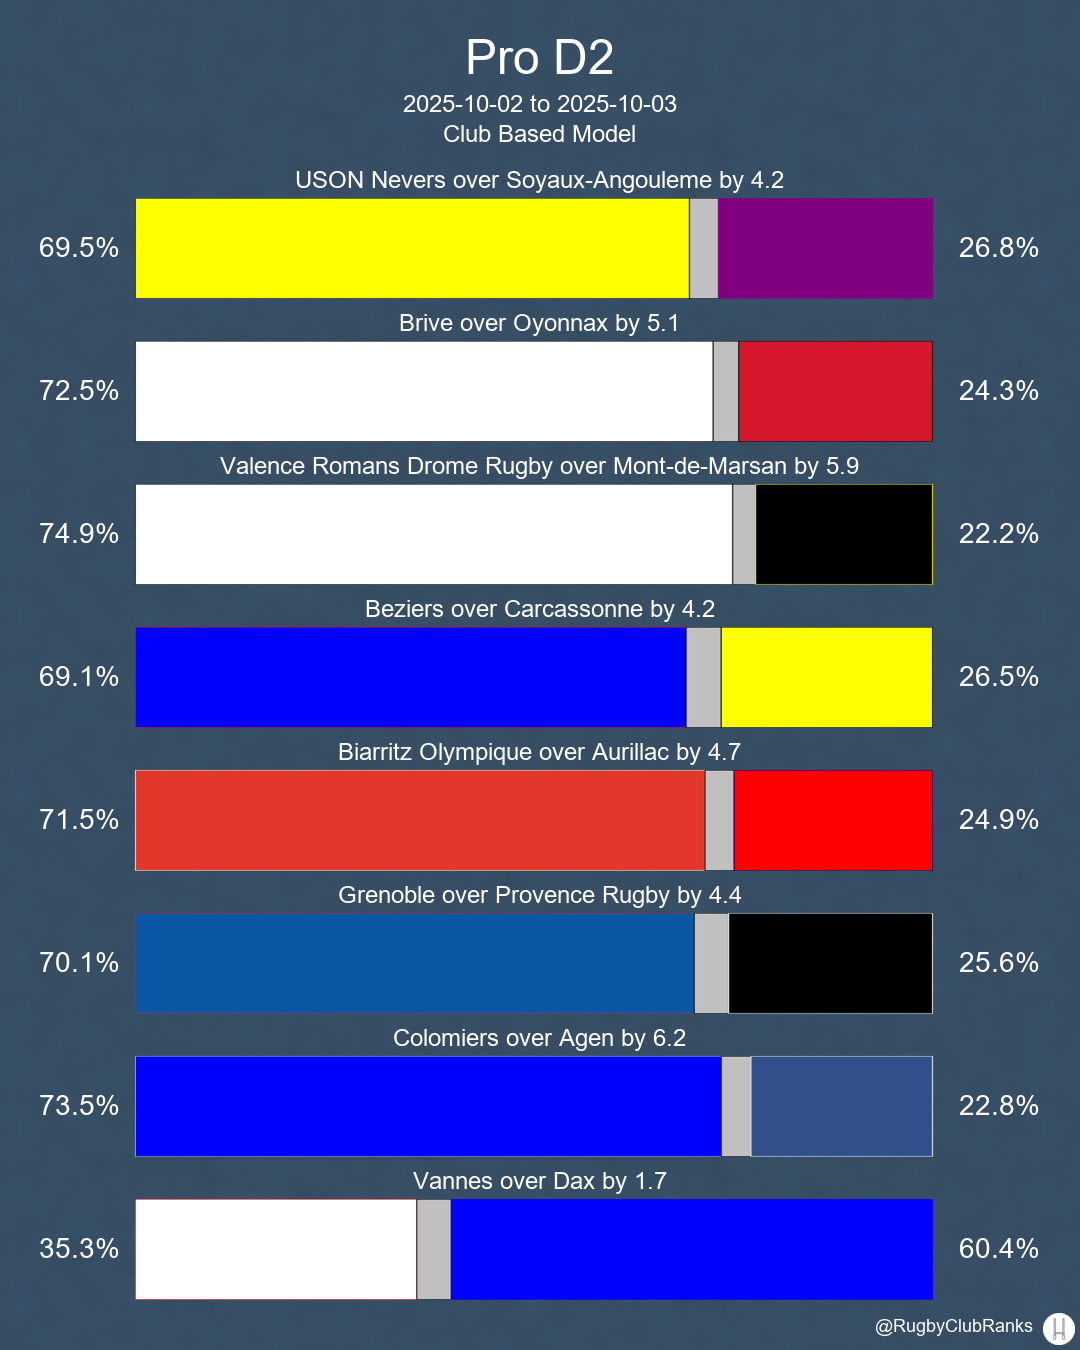 Pro D2
2025-10-02 to 2025-10-03
Club Based Model
USON Nevers over Soyaux-Angouleme by 4.2
69.5%
26.8%
Brive over Oyonnax by 5.1
72.5%
24.3%
Valence Romans Drome Rugby over Mont-de-Marsan by 5.9
74.9%
22.2%
Beziers over Carcassonne by 4.2
69.1%
26.5%
Biarritz Olympique over Aurillac by 4.7
71.5%
24.9%
Grenoble over Provence Rugby by 4.4
70.1%
25.6%
Colomiers over Agen by 6.2
73.5%
22.8%
Vannes over Dax by 1.7
35.3%
60.4%
@RugbyClubRanks